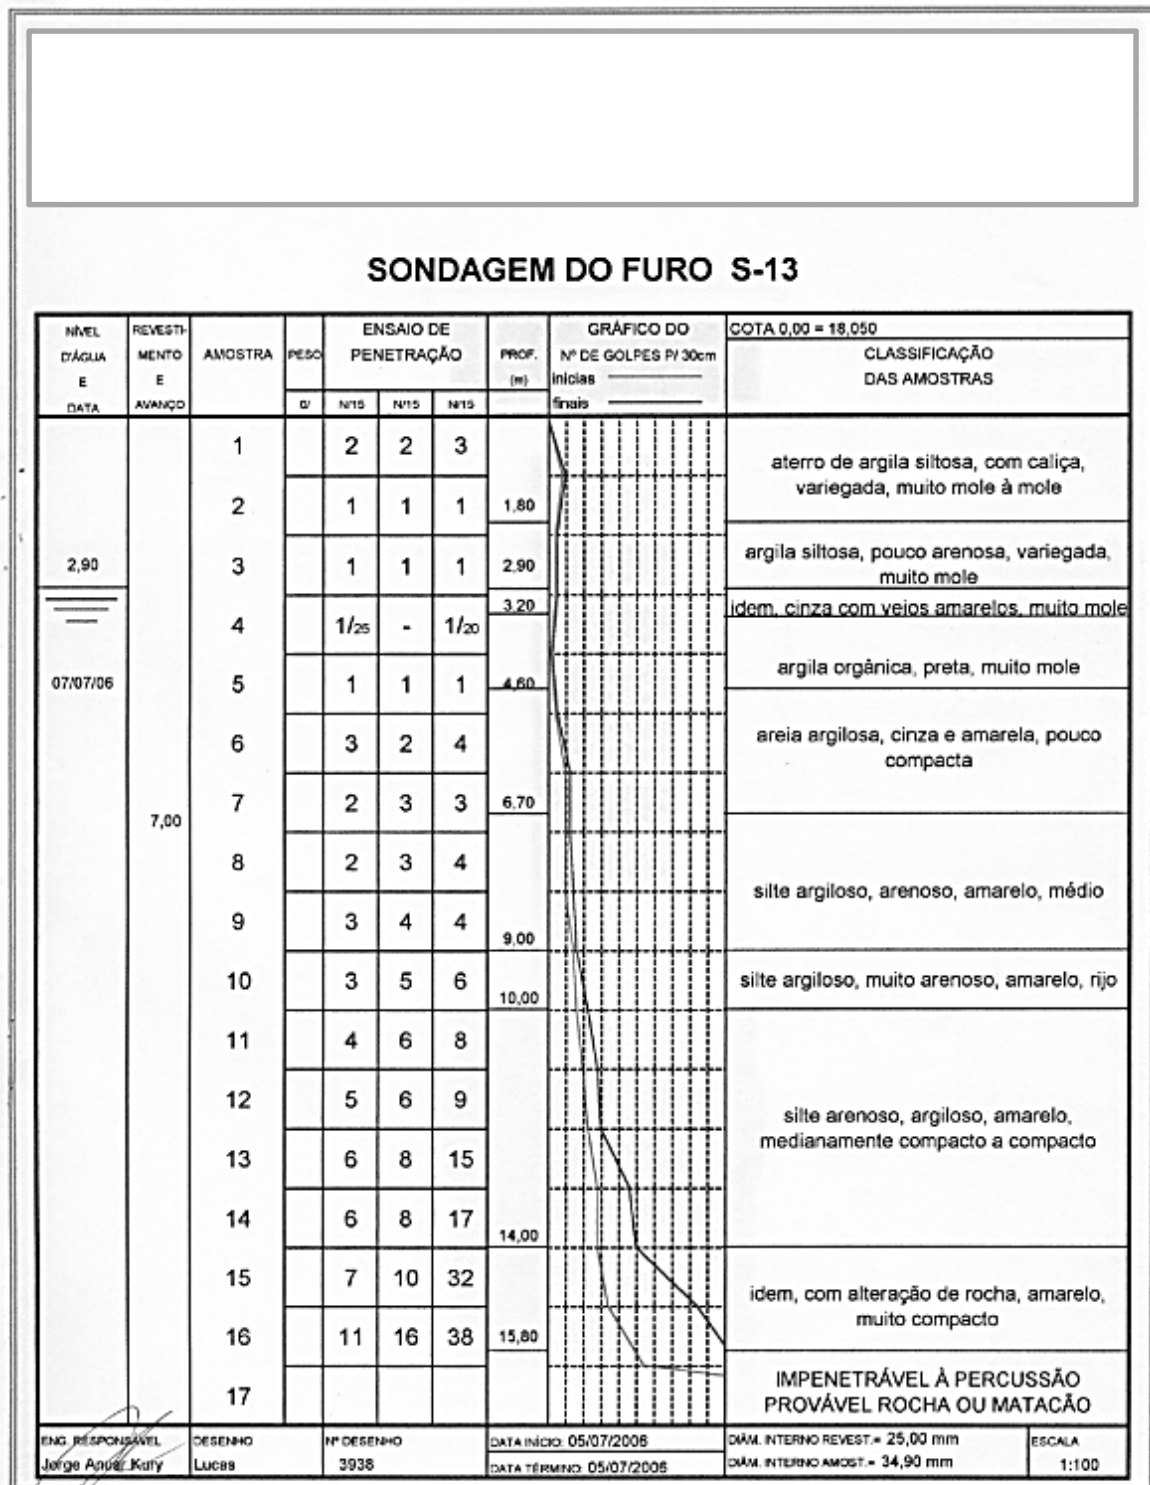 SONDAGEM DO FURO S-13
NÍVEL D'ÁGUA E DATA
REVESTI-MENTO E AVANÇO
AMOSTRA
PESO
ENSAIO DE PENETRAÇÃO
PROF. (m)
GRÁFICO DO Nº DE GOLPES P/ 30cm
inicias
finais
COTA 0,00 = 18,050
CLASSIFICAÇÃO DAS AMOSTRAS
N/15 N/15 N/15
1 2 2 3
aterro de argila siltosa, com caliça,
variegada, muito mole à mole
2 1 1 1 1,80
2,90 3 1 1 1 2,90
argila siltosa, pouco arenosa, variegada,
muito mole
3,20 idem, cinza com veios amarelos, muito mole
4 1/25 - 1/20
argila orgânica, preta, muito mole
07/07/06 5 1 1 1 4,60
6 3 2 4
areia argilosa, cinza e amarela, pouco
compacta
7 2 3 3 6,70
7,00
8 2 3 4
silte argiloso, arenoso, amarelo, médio
9 3 4 4 9,00
10 3 5 6 10,00 silte argiloso, muito arenoso, amarelo, rijo
11 4 6 8
12 5 6 9
silte arenoso, argiloso, amarelo,
medianamente compacto a compacto
13 6 8 15
14 6 8 17 14,00
15 7 10 32
idem, com alteração de rocha, amarelo,
muito compacto
16 11 16 38 15,80
17
IMPENETRÁVEL À PERCUSSÃO
PROVÁVEL ROCHA OU MATACÃO
ENG. RESPONSÁVEL
Jorge Anuar Kury
DESENHO
Lucas
Nº DESENHO
3938
DATA INÍCIO: 05/07/2006
DATA TÉRMINO: 05/07/2006
DIÂM. INTERNO REVEST.= 25,00 mm
DIÂM. INTERNO AMOST.= 34,90 mm
ESCALA
1:100